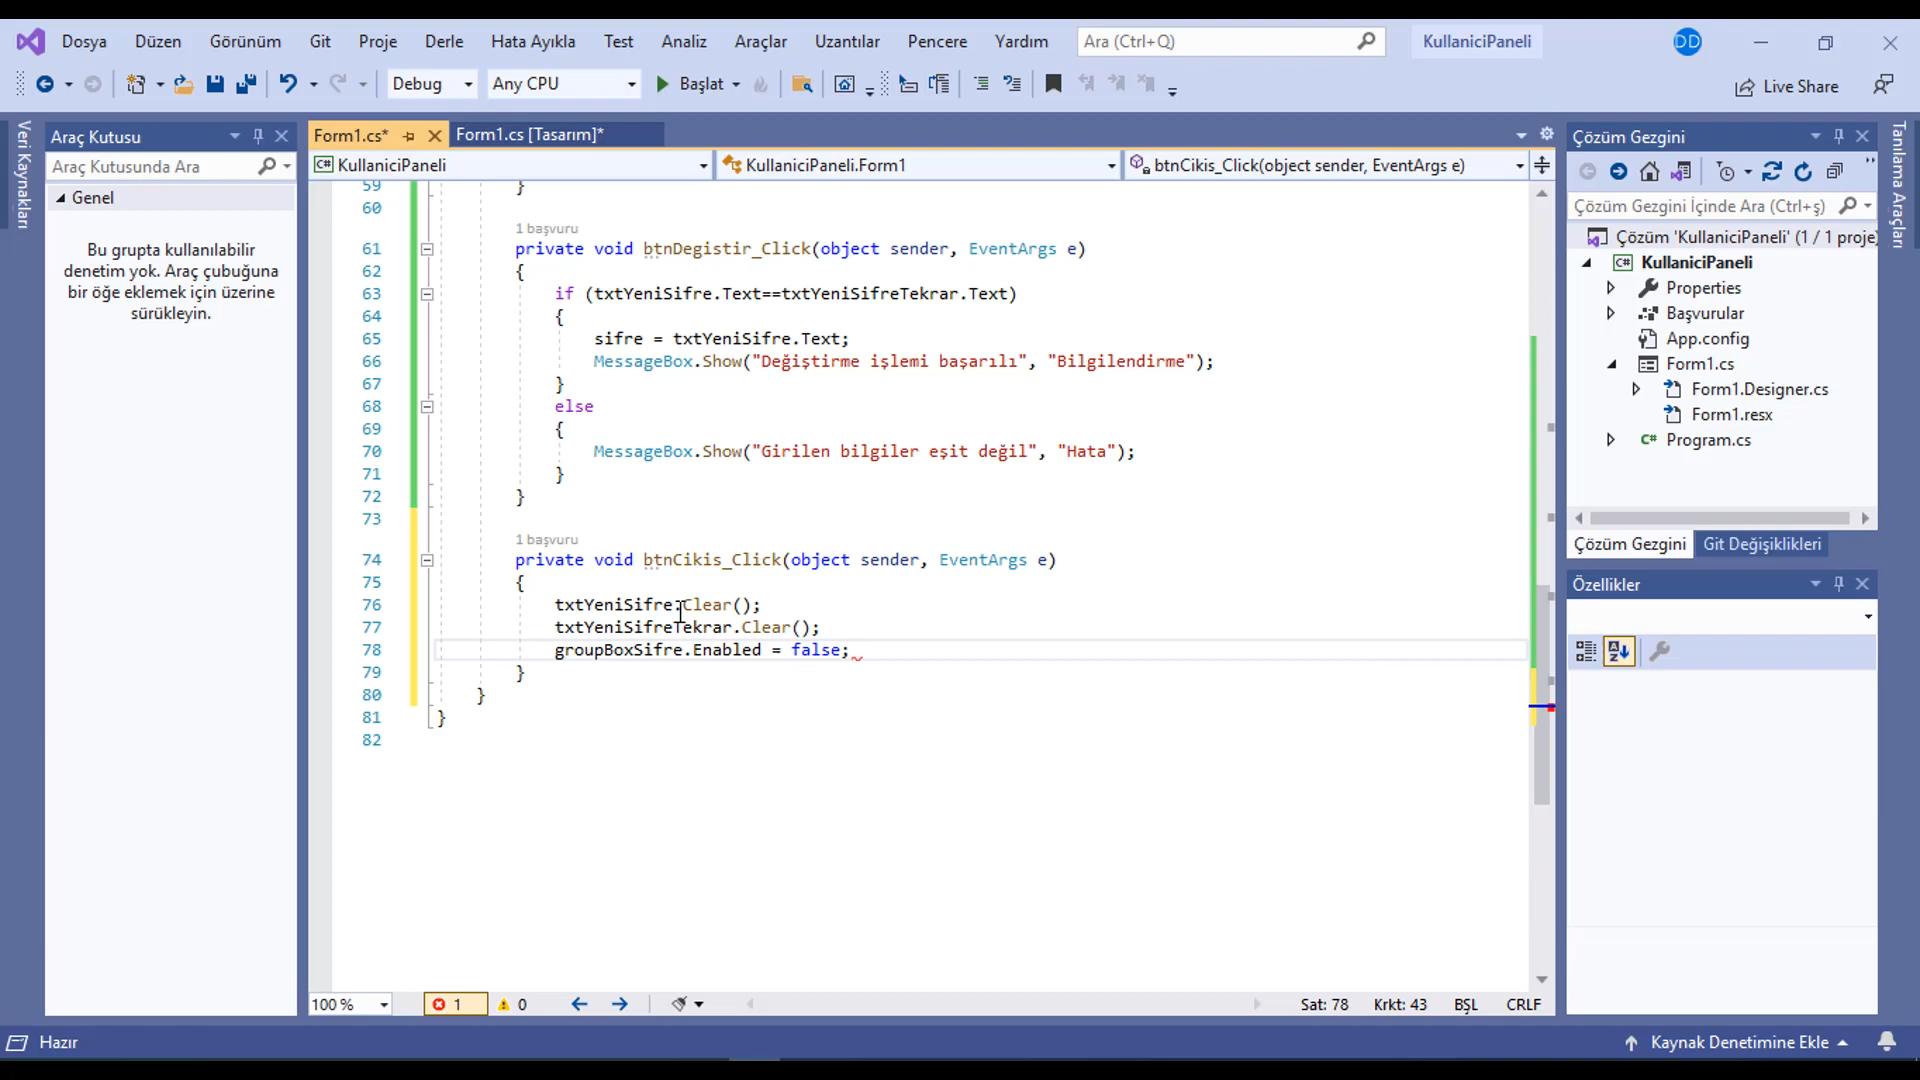 Dosya Düzen Görünüm Git Proje Derle Hata Ayıkla Test Analiz Araçlar Uzantılar Pencere Yardım Ara (Ctrl+Q) KullaniciPaneli DD
Debug Any CPU Başlat Live Share
Veri Kaynakları
Araç Kutusu
Araç Kutusunda Ara
Genel
Bu grupta kullanılabilir
denetim yok. Araç çubuğuna
bir öğe eklemek için üzerine
sürükleyin.
Form1.cs* Form1.cs [Tasarım]*
C# KullaniciPaneli KullaniciPaneli.Form1 btnCikis_Click(object sender, EventArgs e)
59 }
60
1 başvuru
61 private void btnDegistir_Click(object sender, EventArgs e)
62 {
63 if (txtYeniSifre.Text==txtYeniSifreTekrar.Text)
64 {
65 sifre = txtYeniSifre.Text;
66 MessageBox.Show("Değiştirme işlemi başarılı", "Bilgilendirme");
67 }
68 else
69 {
70 MessageBox.Show("Girilen bilgiler eşit değil", "Hata");
71 }
72 }
73
1 başvuru
74 private void btnCikis_Click(object sender, EventArgs e)
75 {
76 txtYeniSifre.Clear();
77 txtYeniSifreTekrar.Clear();
78 groupBoxSifre.Enabled = false;
79 }
80 }
81 }
82
100 % 1 0 Sat: 78 Krkt: 43 BŞL CRLF
Çözüm Gezgini
Çözüm Gezgini İçinde Ara (Ctrl+ş)
Çözüm 'KullaniciPaneli' (1 / 1 proje)
C# KullaniciPaneli
Properties
Başvurular
App.config
Form1.cs
Form1.Designer.cs
Form1.resx
C# Program.cs
Çözüm Gezgini Git Değişiklikleri
Özellikler
Tanılama Araçları
Hazır Kaynak Denetimine Ekle